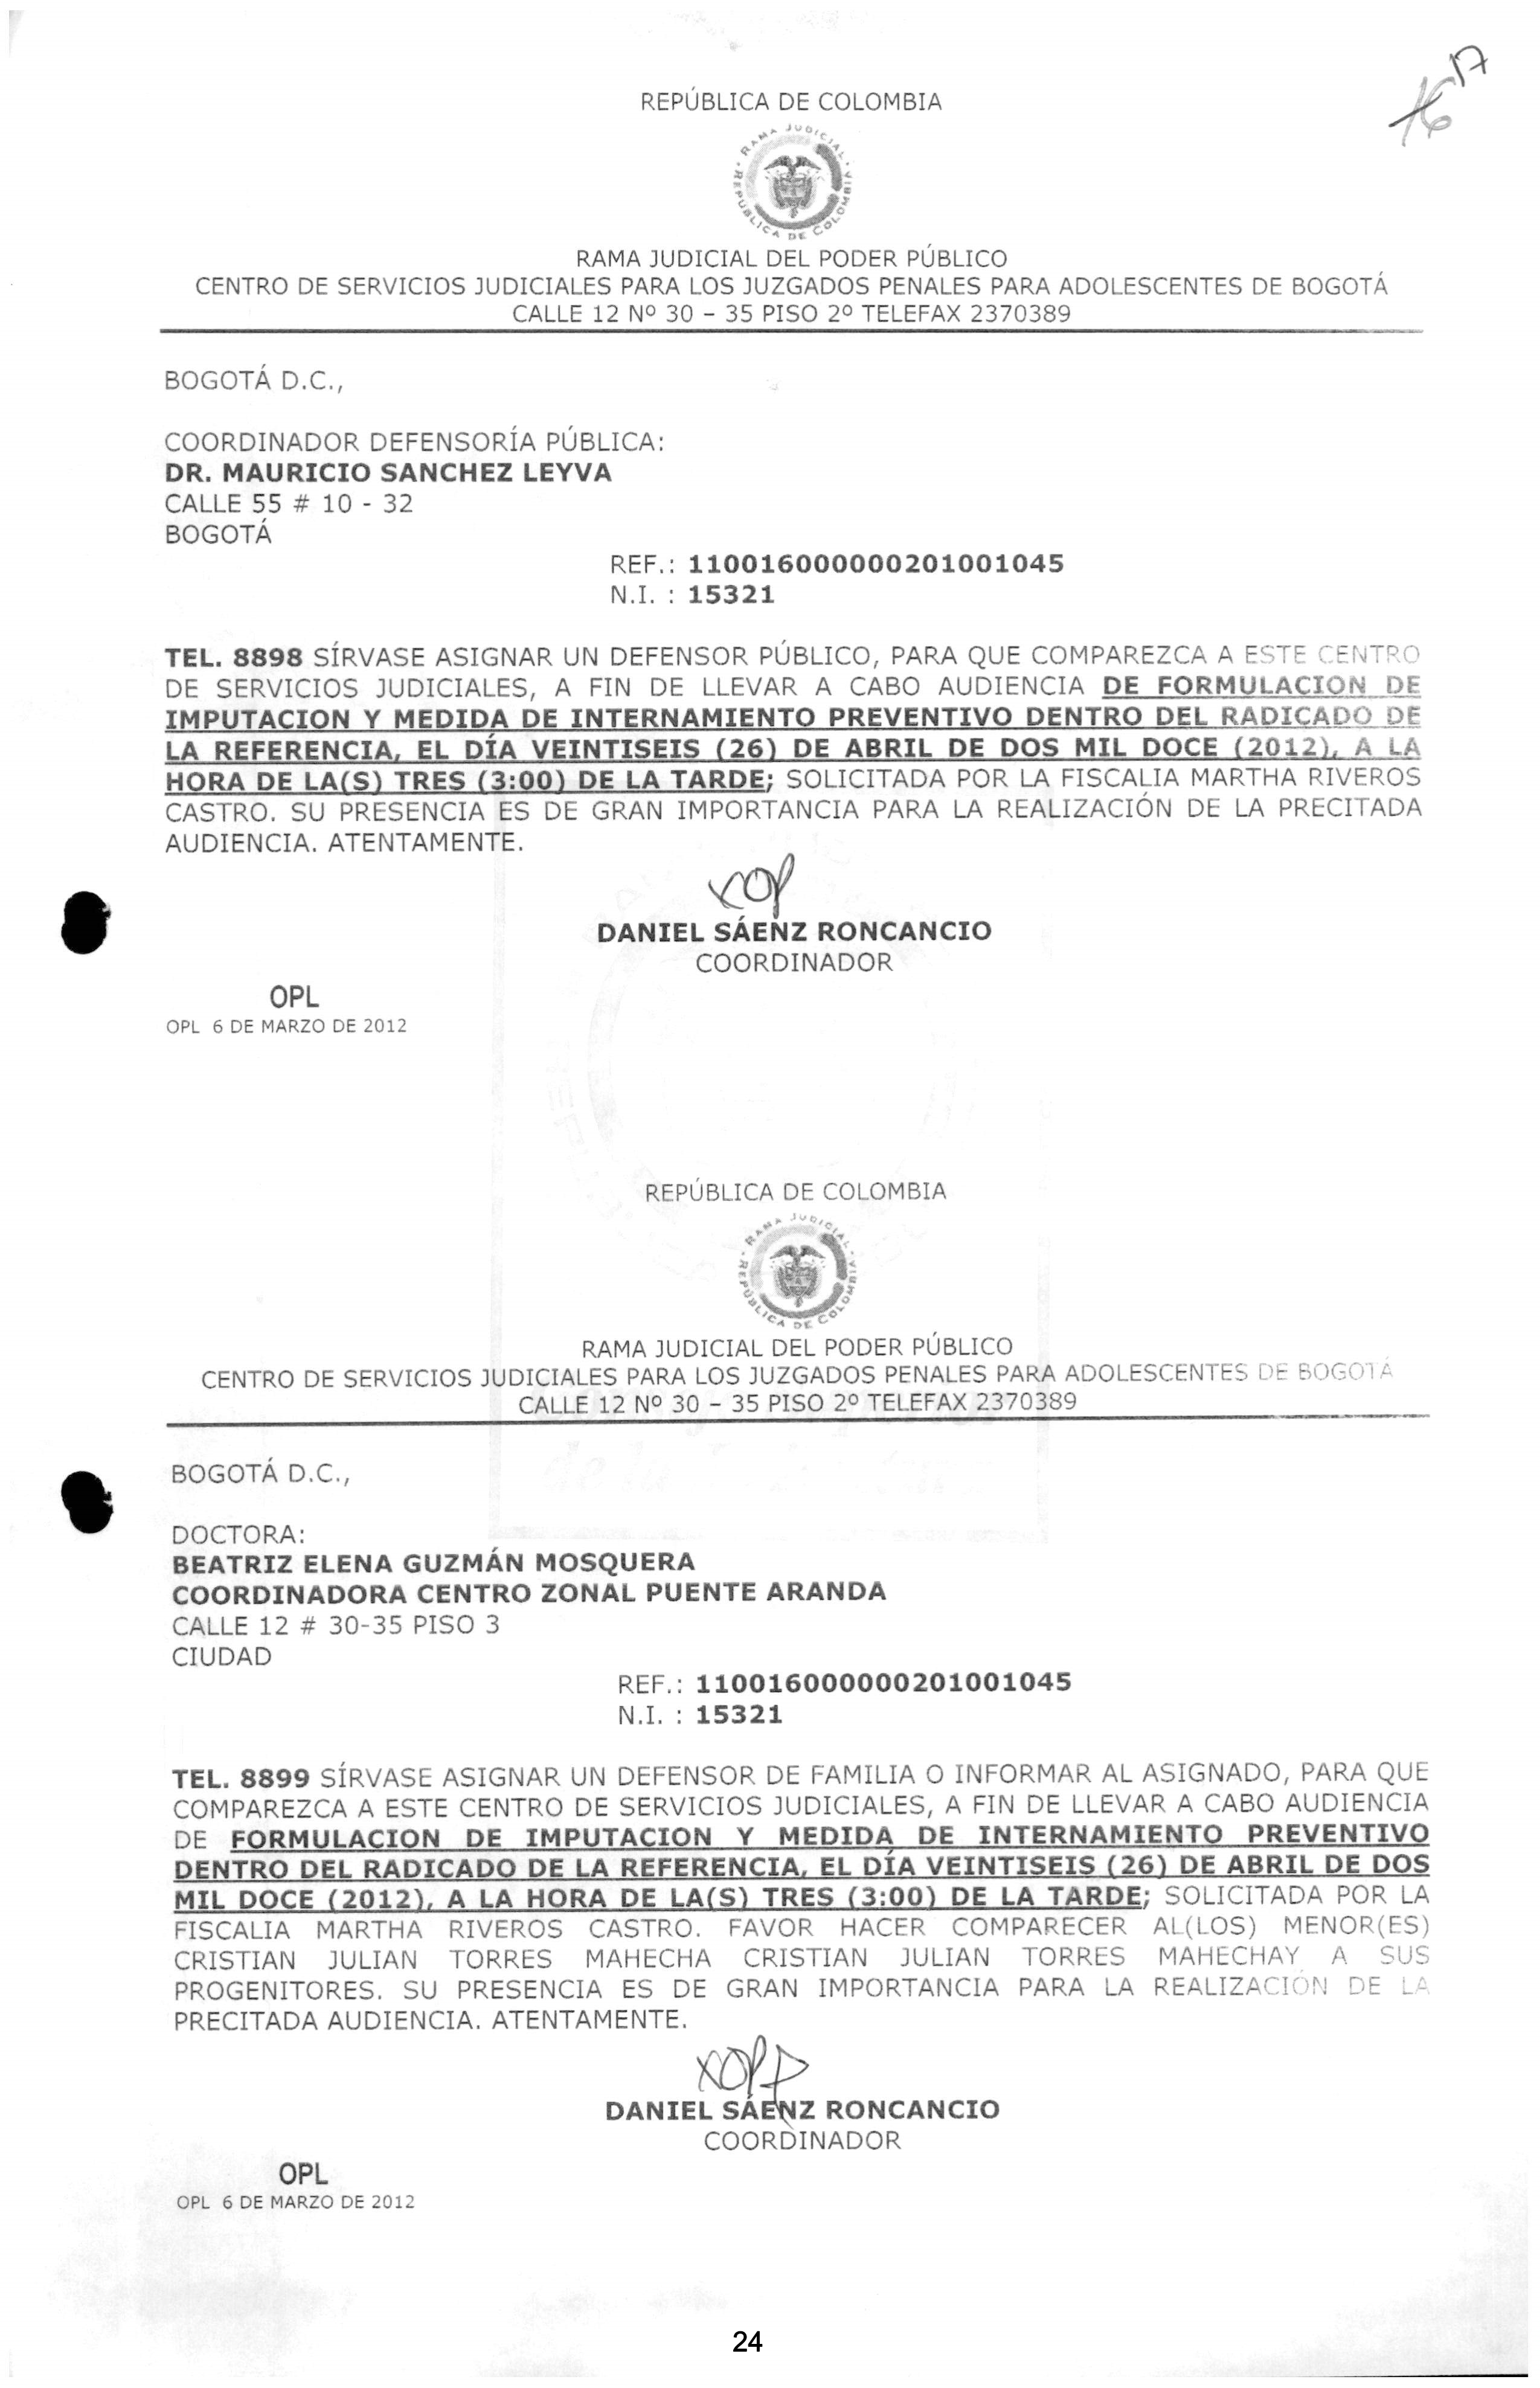 17
16
REPÚBLICA DE COLOMBIA
RAMA JUDICIAL
REPÚBLICA DE COLOMBIA
RAMA JUDICIAL DEL PODER PÚBLICO
CENTRO DE SERVICIOS JUDICIALES PARA LOS JUZGADOS PENALES PARA ADOLESCENTES DE BOGOTÁ
CALLE 12 Nº 30 – 35 PISO 2º TELEFAX 2370389
BOGOTÁ D.C.,
COORDINADOR DEFENSORÍA PÚBLICA:
DR. MAURICIO SANCHEZ LEYVA
CALLE 55 # 10 - 32
BOGOTÁ
REF.: 110016000000201001045
N.I. : 15321
TEL. 8898 SÍRVASE ASIGNAR UN DEFENSOR PÚBLICO, PARA QUE COMPAREZCA A ESTE CENTRO
DE SERVICIOS JUDICIALES, A FIN DE LLEVAR A CABO AUDIENCIA DE FORMULACION DE
IMPUTACION Y MEDIDA DE INTERNAMIENTO PREVENTIVO DENTRO DEL RADICADO DE
LA REFERENCIA, EL DÍA VEINTISEIS (26) DE ABRIL DE DOS MIL DOCE (2012), A LA
HORA DE LA(S) TRES (3:00) DE LA TARDE; SOLICITADA POR LA FISCALIA MARTHA RIVEROS
CASTRO. SU PRESENCIA ES DE GRAN IMPORTANCIA PARA LA REALIZACIÓN DE LA PRECITADA
AUDIENCIA. ATENTAMENTE.
DANIEL SÁENZ RONCANCIO
COORDINADOR
OPL
OPL 6 DE MARZO DE 2012
REPÚBLICA DE COLOMBIA
RAMA JUDICIAL
REPÚBLICA DE COLOMBIA
RAMA JUDICIAL DEL PODER PÚBLICO
CENTRO DE SERVICIOS JUDICIALES PARA LOS JUZGADOS PENALES PARA ADOLESCENTES DE BOGOTÁ
CALLE 12 Nº 30 – 35 PISO 2º TELEFAX 2370389
BOGOTÁ D.C.,
DOCTORA:
BEATRIZ ELENA GUZMÁN MOSQUERA
COORDINADORA CENTRO ZONAL PUENTE ARANDA
CALLE 12 # 30-35 PISO 3
CIUDAD
REF.: 110016000000201001045
N.I. : 15321
TEL. 8899 SÍRVASE ASIGNAR UN DEFENSOR DE FAMILIA O INFORMAR AL ASIGNADO, PARA QUE
COMPAREZCA A ESTE CENTRO DE SERVICIOS JUDICIALES, A FIN DE LLEVAR A CABO AUDIENCIA
DE FORMULACION DE IMPUTACION Y MEDIDA DE INTERNAMIENTO PREVENTIVO
DENTRO DEL RADICADO DE LA REFERENCIA, EL DÍA VEINTISEIS (26) DE ABRIL DE DOS
MIL DOCE (2012), A LA HORA DE LA(S) TRES (3:00) DE LA TARDE; SOLICITADA POR LA
FISCALIA MARTHA RIVEROS CASTRO. FAVOR HACER COMPARECER AL(LOS) MENOR(ES)
CRISTIAN JULIAN TORRES MAHECHA CRISTIAN JULIAN TORRES MAHECHAY A SUS
PROGENITORES. SU PRESENCIA ES DE GRAN IMPORTANCIA PARA LA REALIZACIÓN DE LA
PRECITADA AUDIENCIA. ATENTAMENTE.
DANIEL SÁENZ RONCANCIO
COORDINADOR
OPL
OPL 6 DE MARZO DE 2012
24